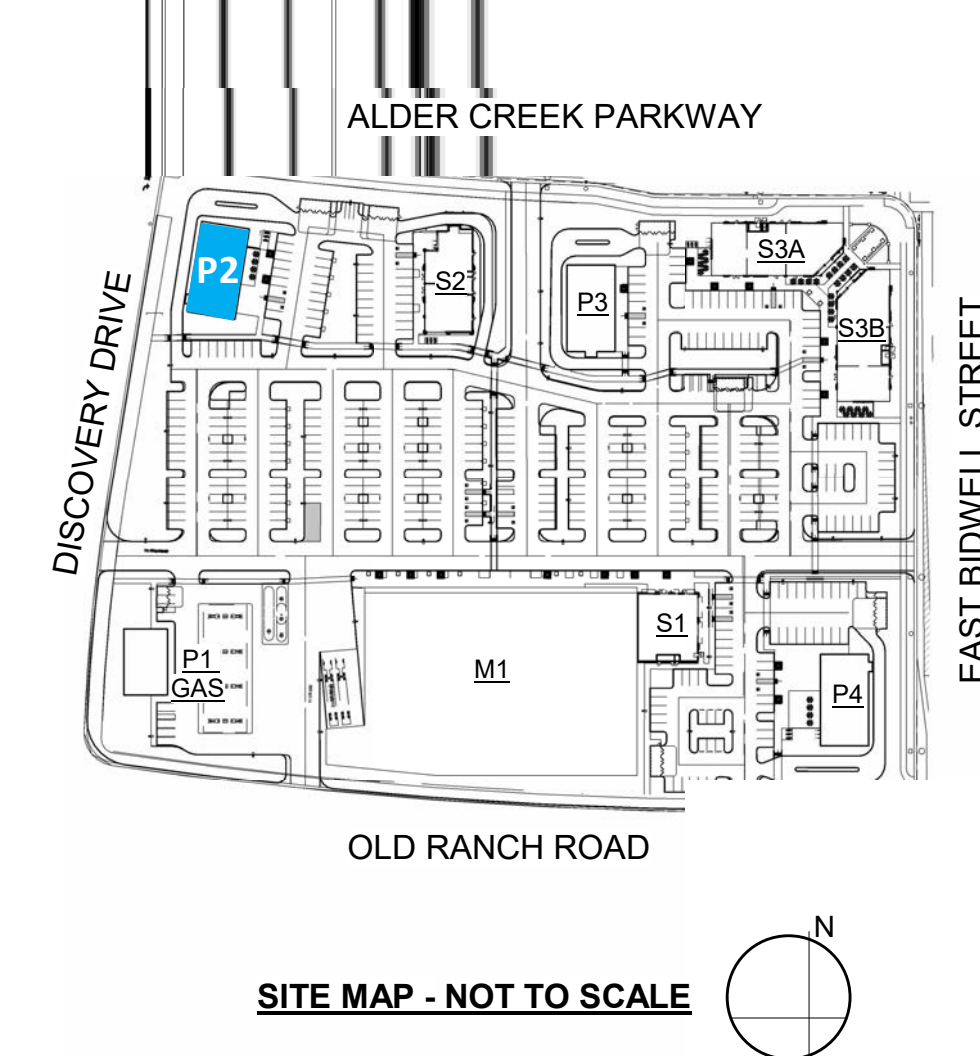 ALDER CREEK PARKWAY
P2
S2
P3
S3A
S3B
DISCOVERY DRIVE
EAST BIDWELL STREET
P1
GAS
M1
S1
P4
OLD RANCH ROAD
N
SITE MAP - NOT TO SCALE